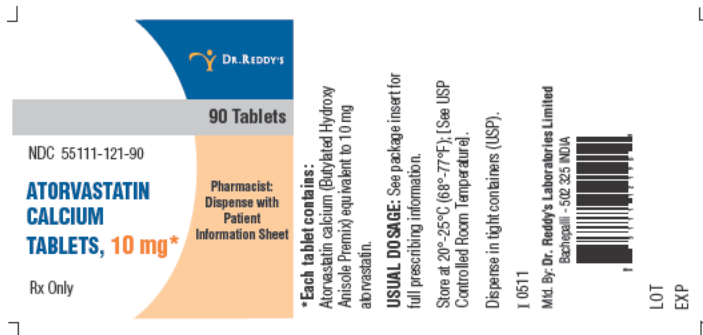 DR.REDDY'S
90 Tablets
NDC 55111-121-90
ATORVASTATIN
CALCIUM
TABLETS, 10 mg*
Rx Only
Pharmacist:
Dispense with
Patient
Information Sheet
*Each tablet contains:
Atorvastatin calcium (Butylated Hydroxy
Anisole Premix) equivalent to 10 mg
atorvastatin.
USUAL DOSAGE: See package insert for
full prescribing information.
Store at 20°-25°C (68°-77°F); [See USP
Controlled Room Temperature].
Dispense in tight containers (USP).
I 0511
Mfd. By: Dr. Reddy's Laboratories Limited
Bachepalli - 502 325 INDIA
LOT
EXP